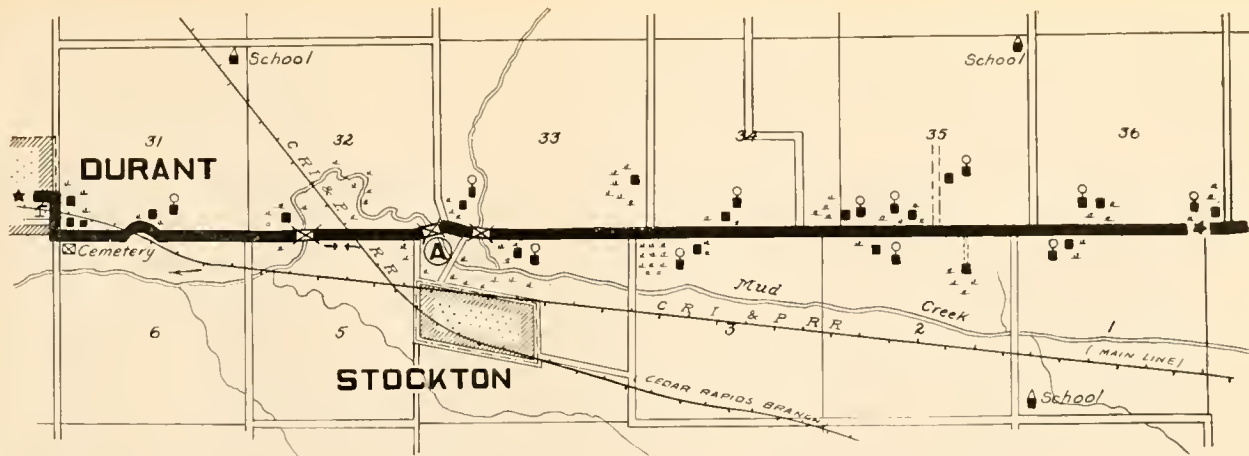 School
School
31
32
33
34
35
36
DURANT
C R I & P R R
Cemetery
A
Mud
Creek
C R I & P R R
6
5
3
2
1
(MAIN LINE)
STOCKTON
CEDAR RAPIDS BRANCH)
School